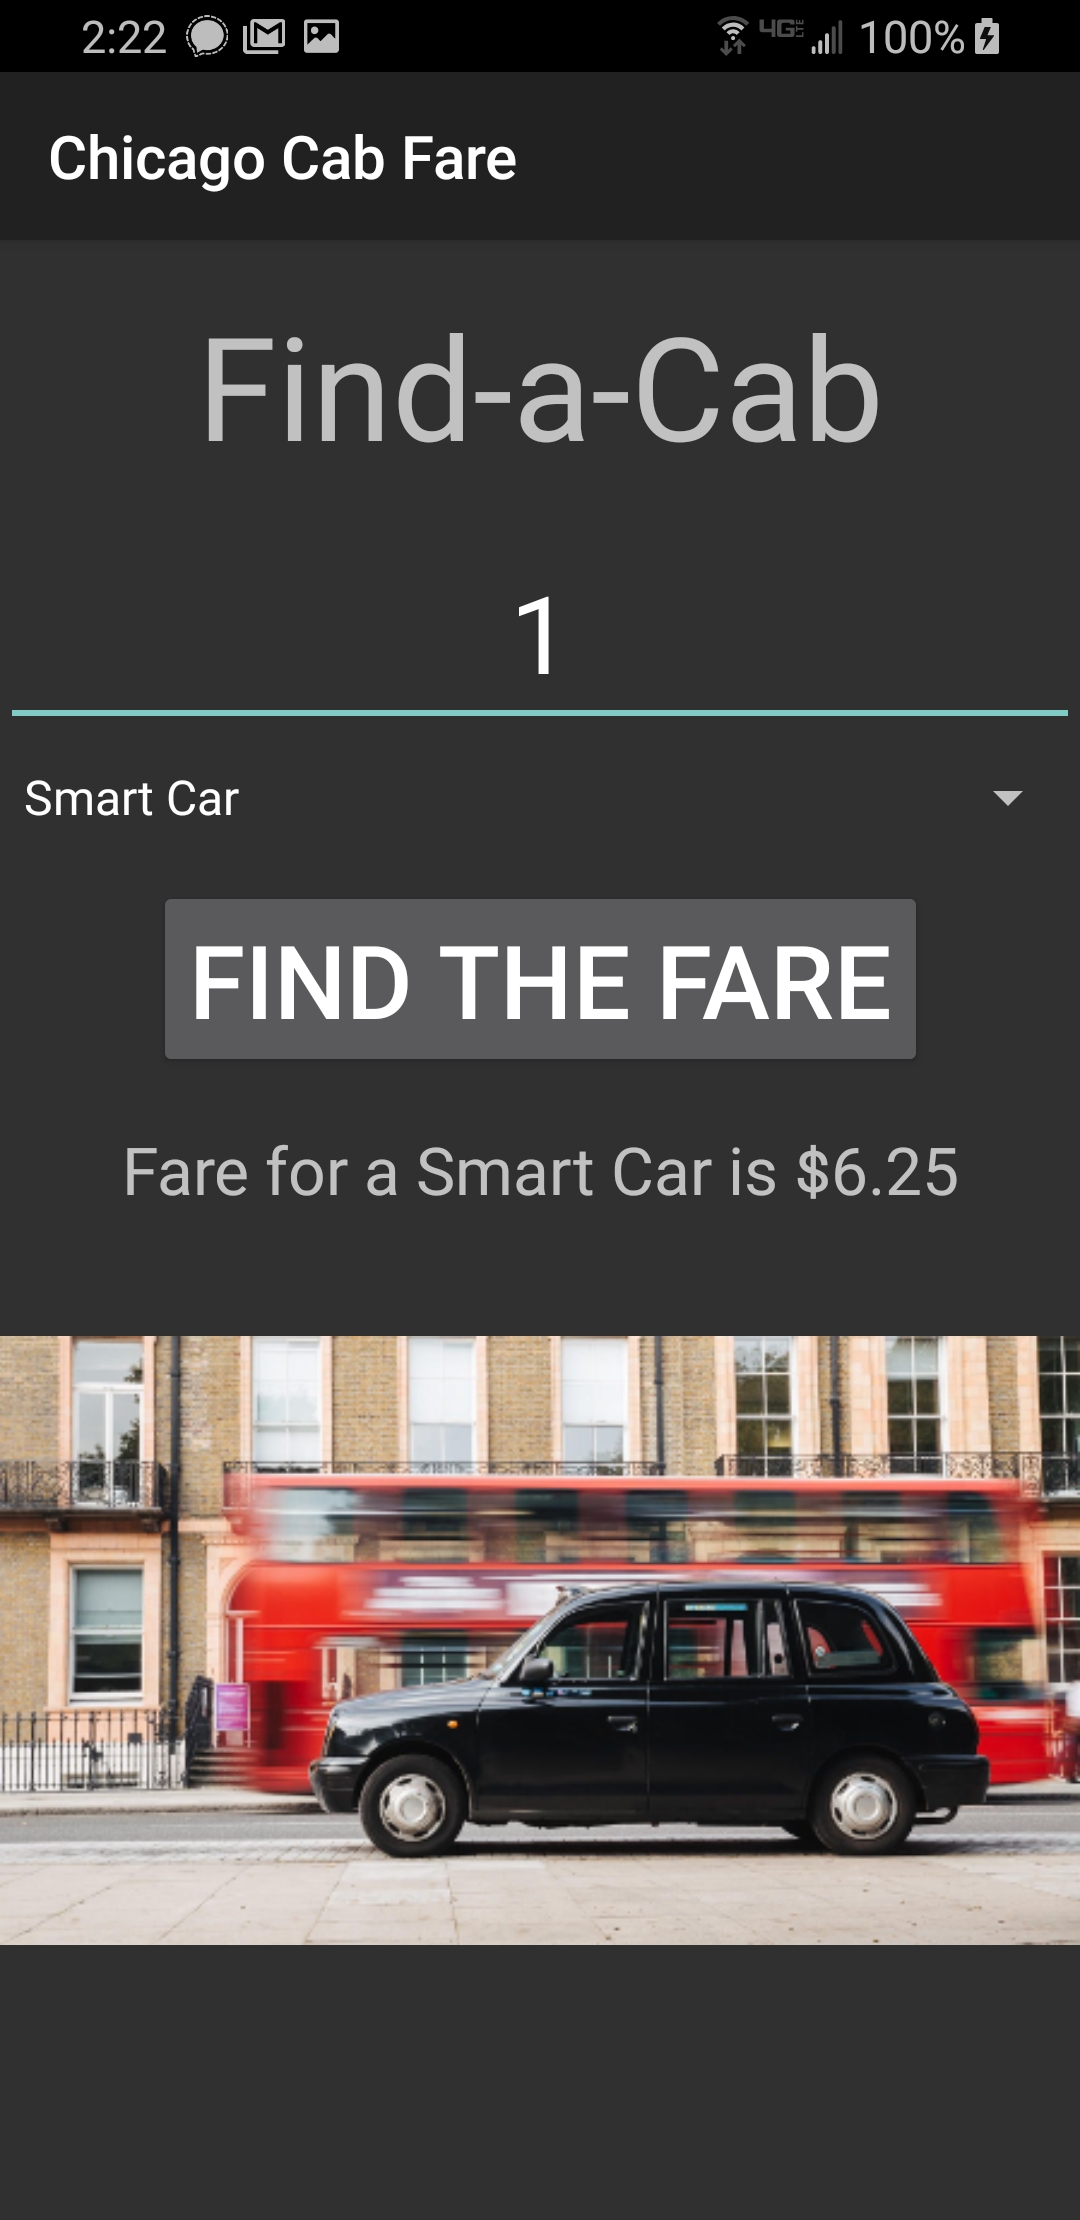 2:22 4G LTE 100%
Chicago Cab Fare
Find-a-Cab
1
Smart Car
FIND THE FARE
Fare for a Smart Car is $6.25